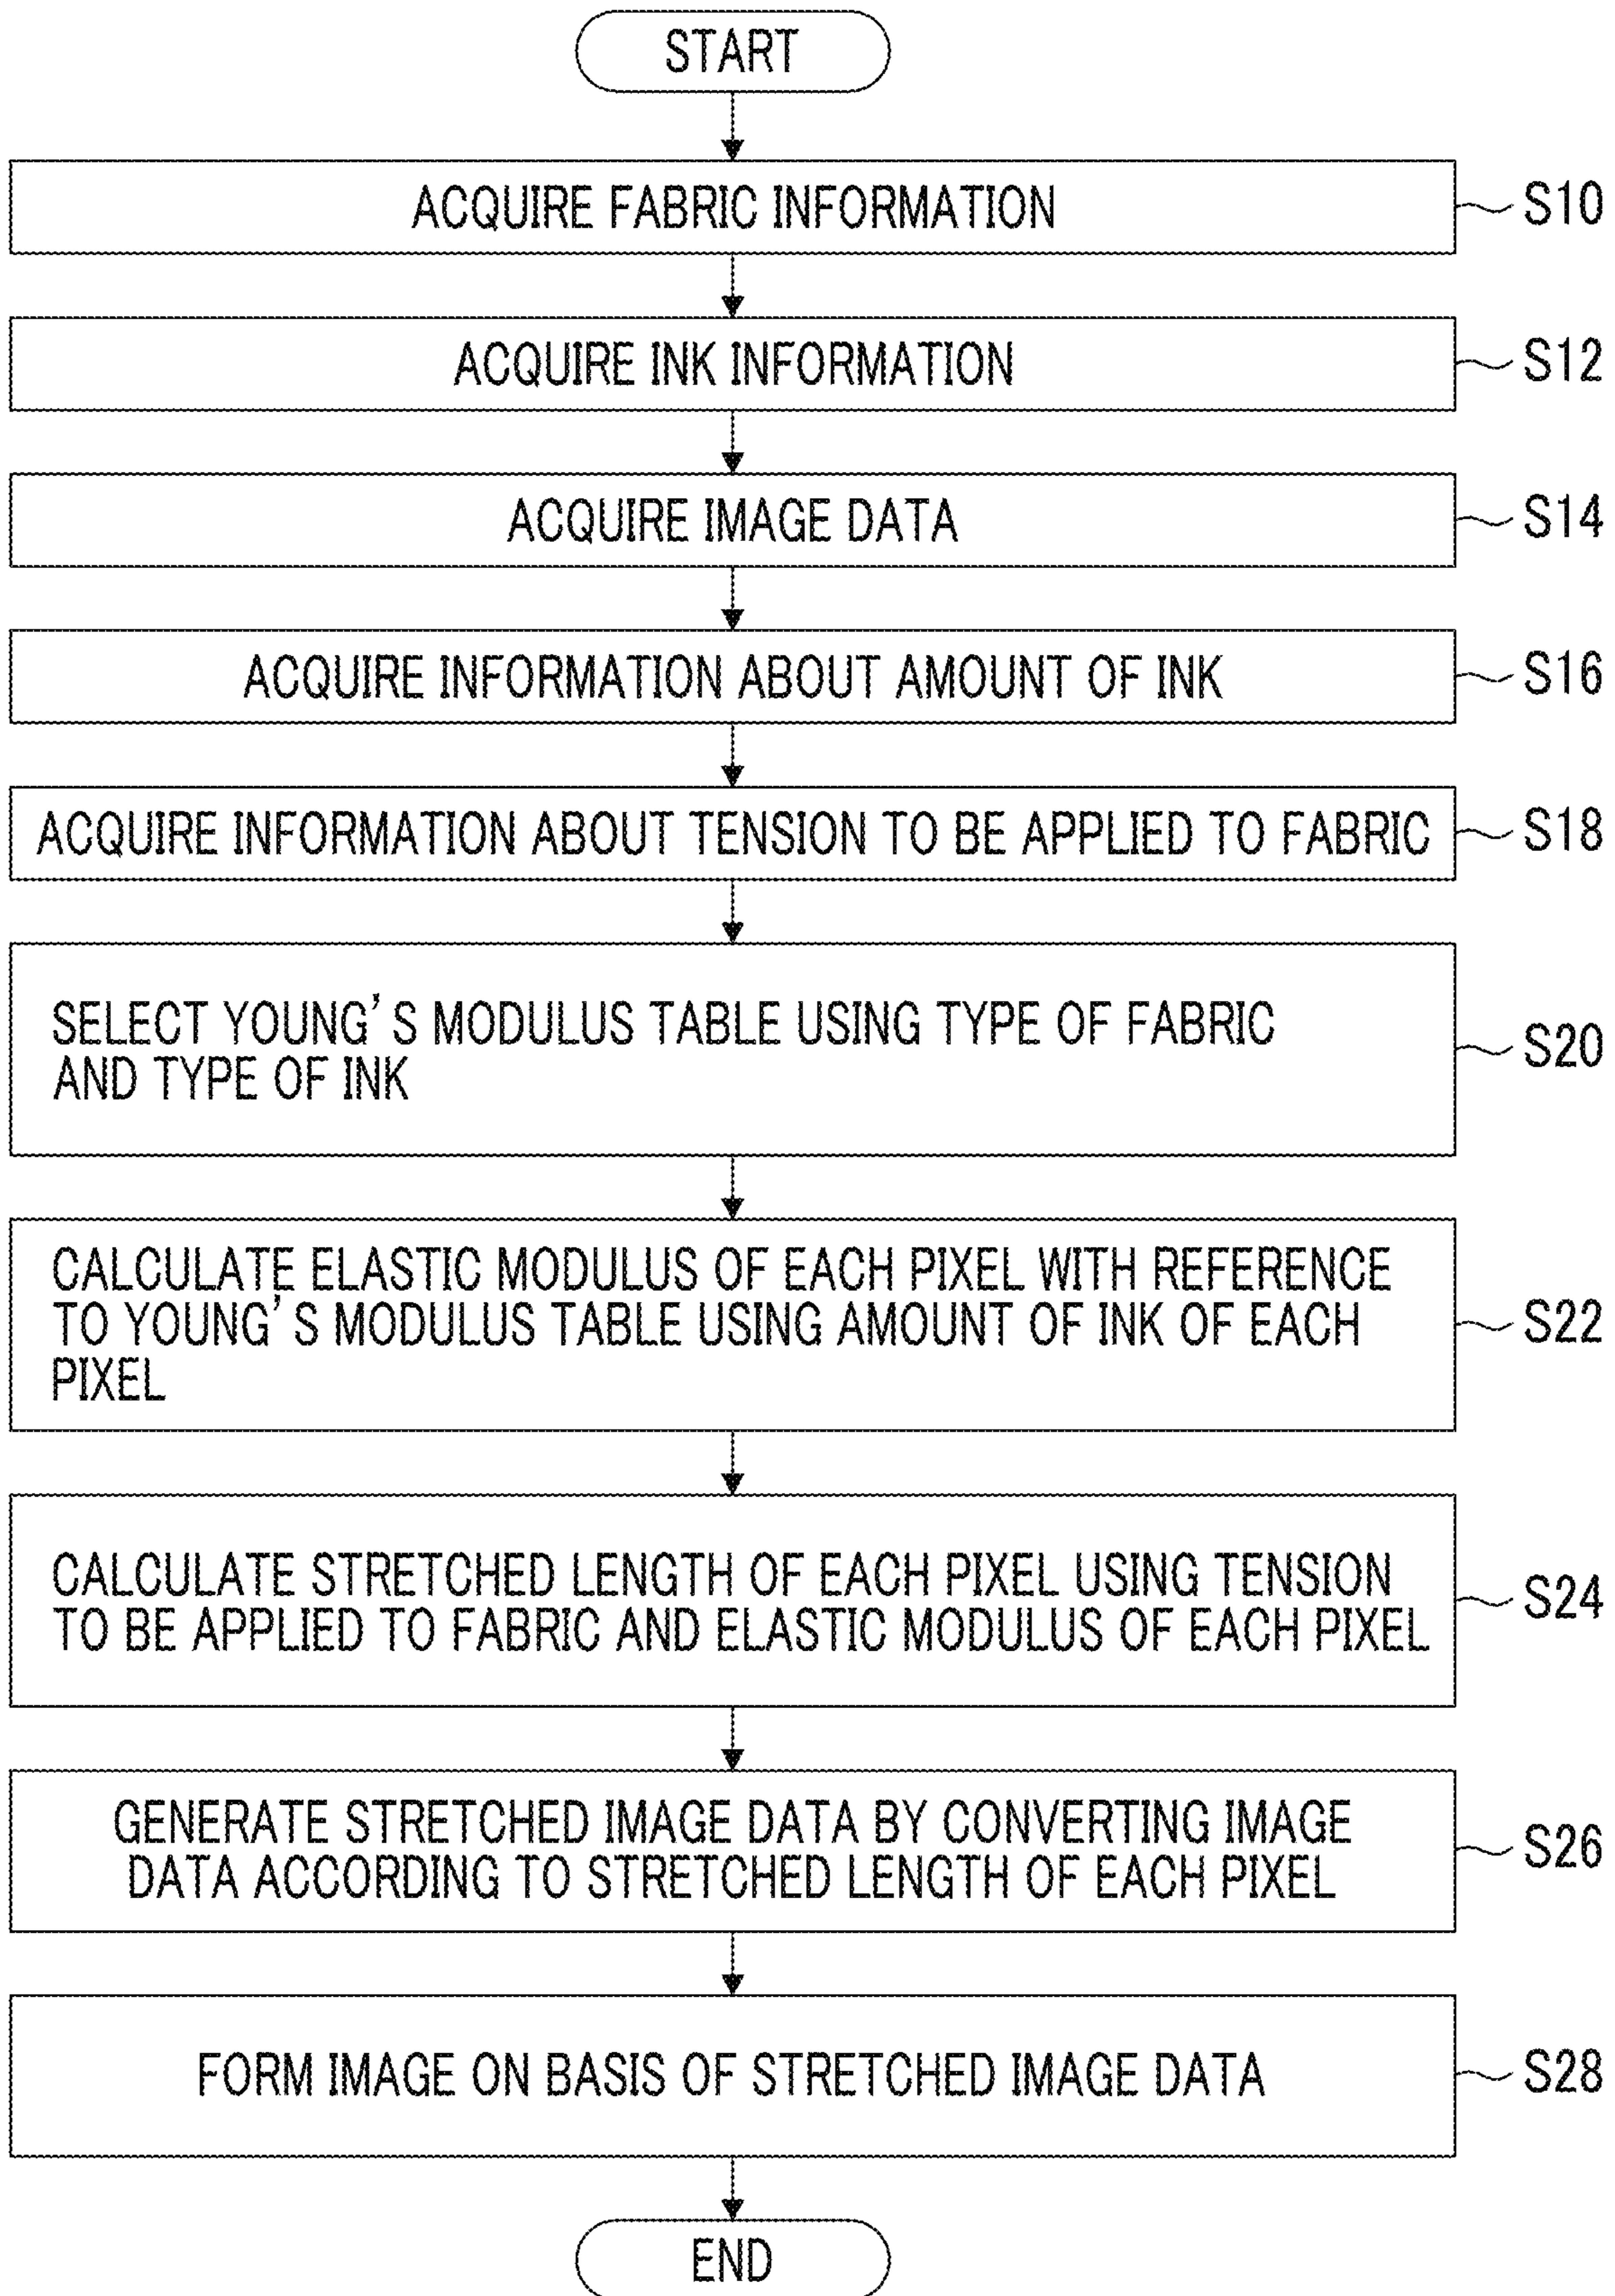 START
ACQUIRE FABRIC INFORMATION
S10
ACQUIRE INK INFORMATION
S12
ACQUIRE IMAGE DATA
S14
ACQUIRE INFORMATION ABOUT AMOUNT OF INK
S16
ACQUIRE INFORMATION ABOUT TENSION TO BE APPLIED TO FABRIC
S18
SELECT YOUNG'S MODULUS TABLE USING TYPE OF FABRIC
AND TYPE OF INK
S20
CALCULATE ELASTIC MODULUS OF EACH PIXEL WITH REFERENCE
TO YOUNG'S MODULUS TABLE USING AMOUNT OF INK OF EACH
PIXEL
S22
CALCULATE STRETCHED LENGTH OF EACH PIXEL USING TENSION
TO BE APPLIED TO FABRIC AND ELASTIC MODULUS OF EACH PIXEL
S24
GENERATE STRETCHED IMAGE DATA BY CONVERTING IMAGE
DATA ACCORDING TO STRETCHED LENGTH OF EACH PIXEL
S26
FORM IMAGE ON BASIS OF STRETCHED IMAGE DATA
S28
END